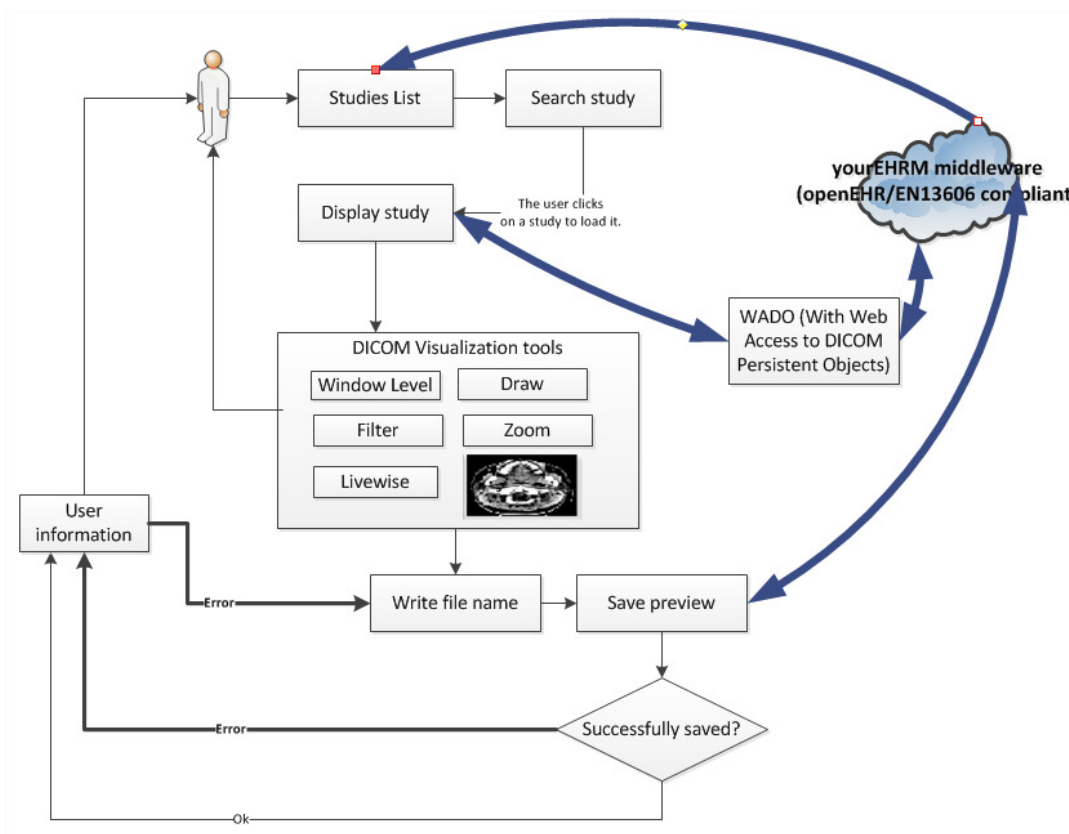 Studies List
Search study
yourEHRM middleware
(openEHR/EN13606 compliant
Display study
The user clicks
on a study to load it.
WADO (With Web
Access to DICOM
Persistent Objects)
DICOM Visualization tools
Window Level
Draw
Filter
Zoom
Livewise
User
information
Error
Write file name
Save preview
Error
Successfully saved?
Ok